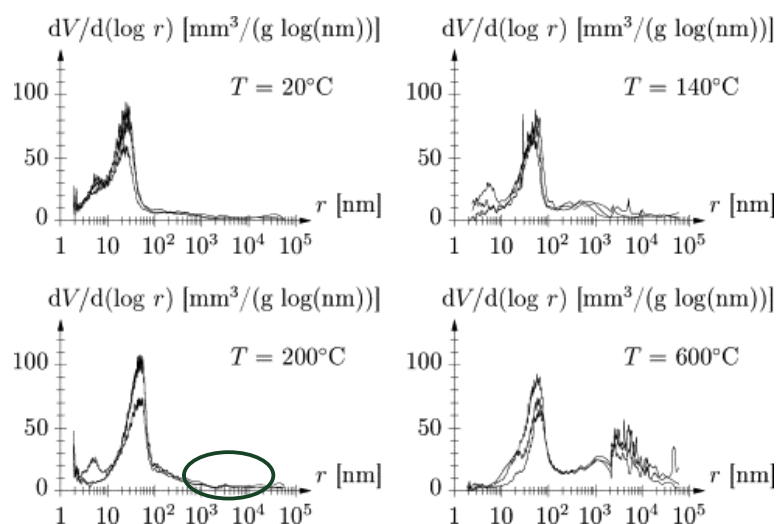 dV/d(log r) [mm³/(g log(nm))] dV/d(log r) [mm³/(g log(nm))]
100 T = 20°C 100 T = 140°C
50 50
0 r [nm] 0 r [nm]
1 10 10² 10³ 10⁴ 10⁵ 1 10 10² 10³ 10⁴ 10⁵
dV/d(log r) [mm³/(g log(nm))] dV/d(log r) [mm³/(g log(nm))]
100 T = 200°C 100 T = 600°C
50 50
0 r [nm] 0 r [nm]
1 10 10² 10³ 10⁴ 10⁵ 1 10 10² 10³ 10⁴ 10⁵